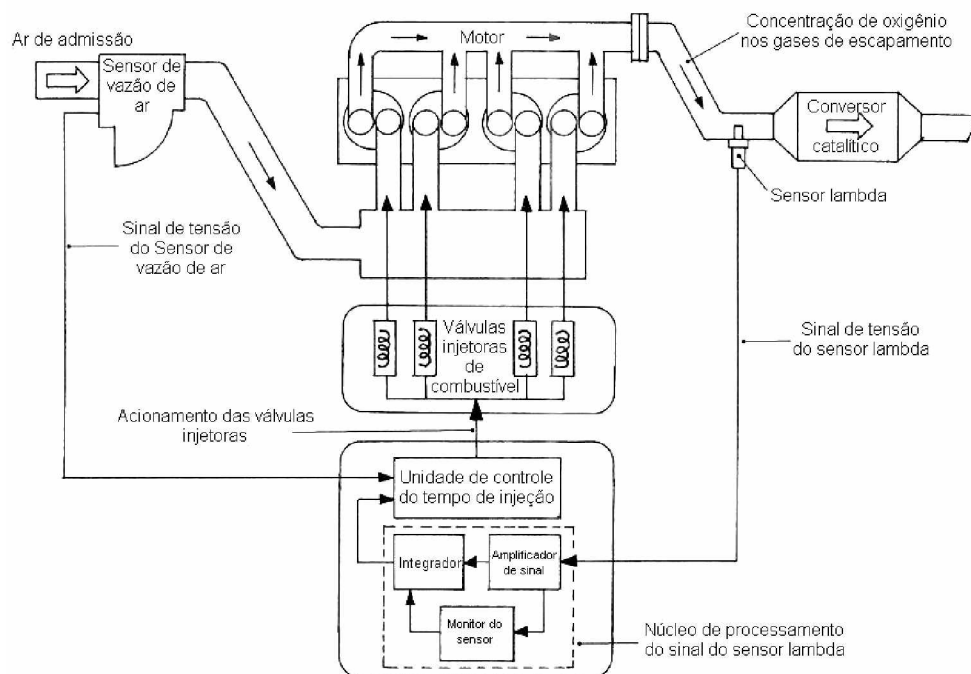 Ar de admissão
Sensor de
vazão de
ar
Motor
Concentração de oxigênio
nos gases de escapamento
Conversor
catalítico
Sensor lambda
Sinal de tensão
do Sensor de
vazão de ar
Válvulas
injetoras
de
combustível
Sinal de tensão
do sensor lambda
Acionamento das válvulas
injetoras
Unidade de controle
do tempo de injeção
Integrador
Amplificador
de sinal
Monitor do
sensor
Núcleo de processamento
do sinal do sensor lambda